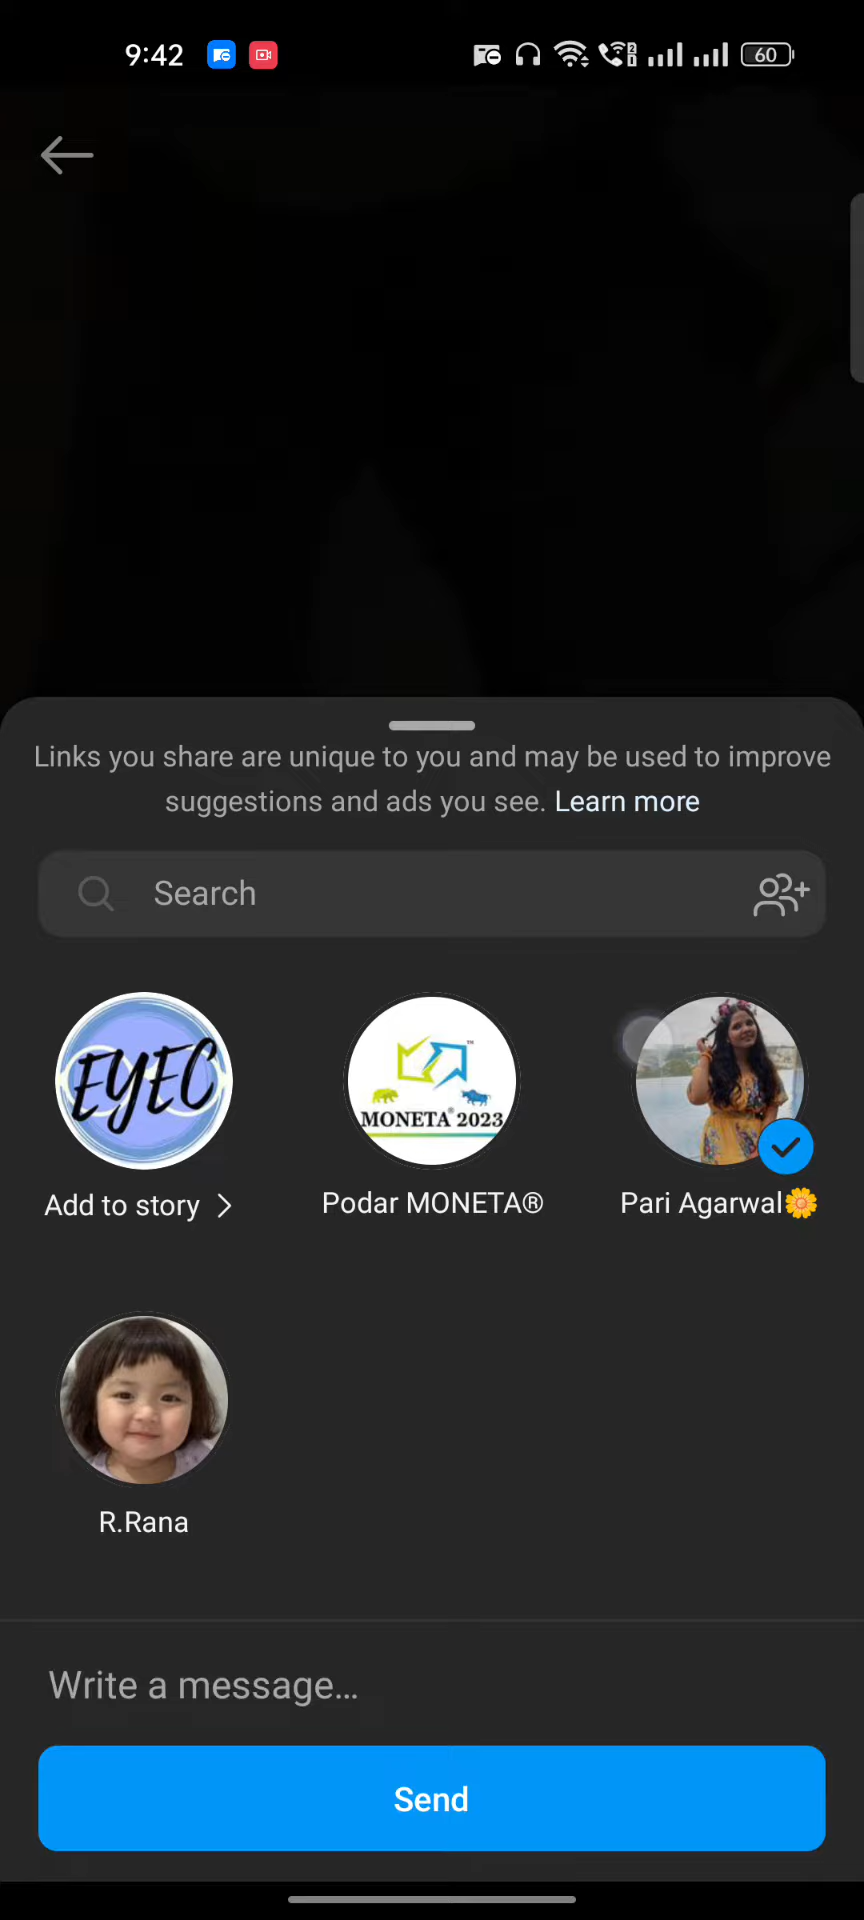 9:42
60
Links you share are unique to you and may be used to improve
suggestions and ads you see. Learn more
Search
EYEC
MONETA® 2023
Add to story
Podar MONETA®
Pari Agarwal🌼
R.Rana
Write a message...
Send